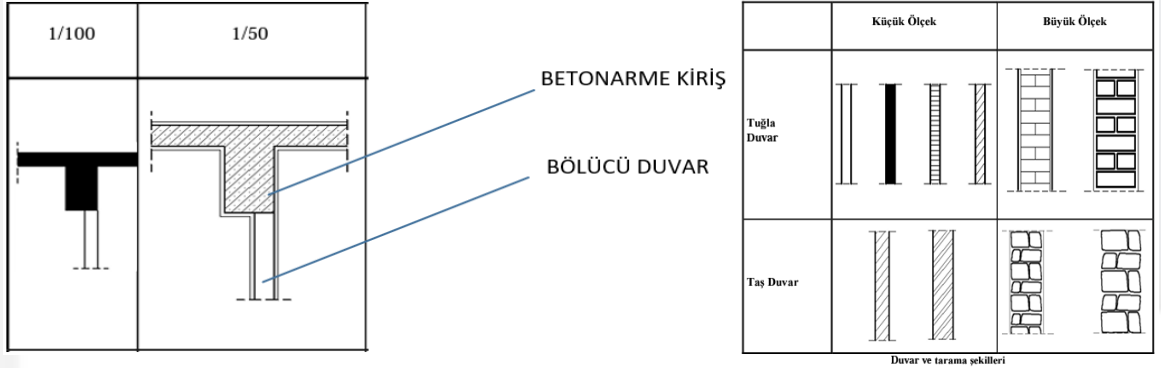 1/100
1/50
BETONARME KİRİŞ
BÖLÜCÜ DUVAR
Küçük Ölçek
Büyük Ölçek
Tuğla
Duvar
Taş Duvar
Duvar ve tarama şekilleri